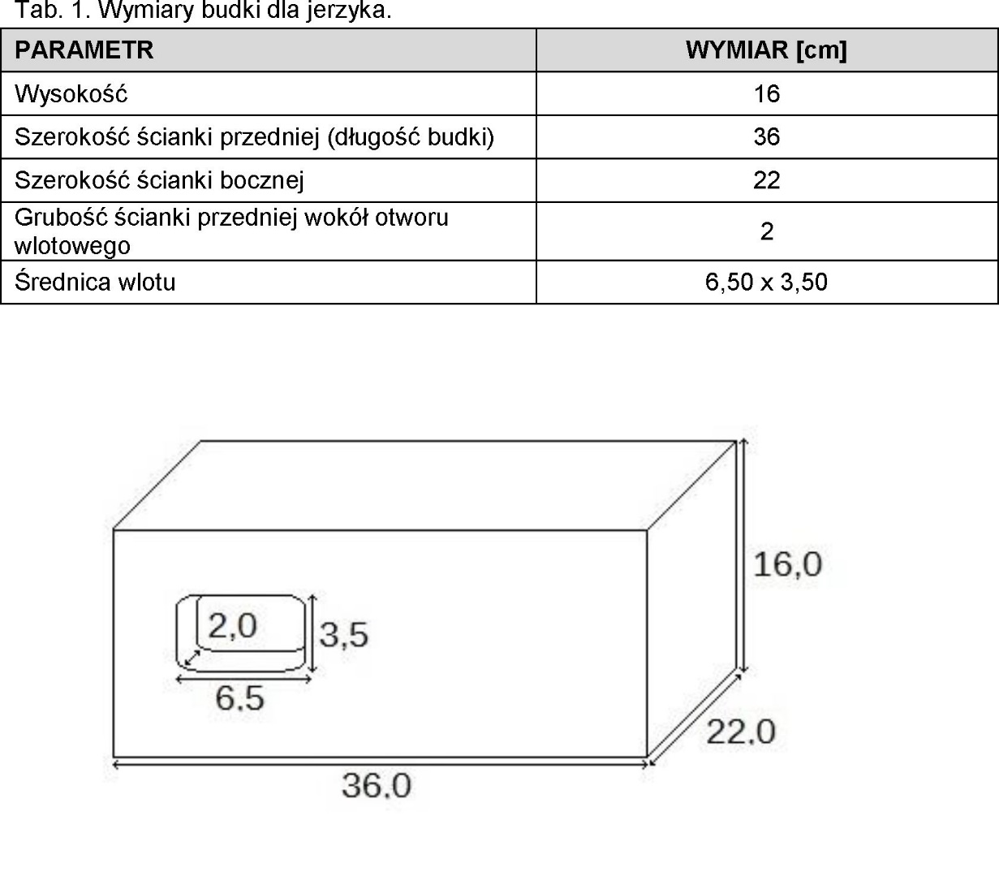 Tab. 1. Wymiary budki dla jerzyka.
PARAMETR WYMIAR [cm]
Wysokość 16
Szerokość ścianki przedniej (długość budki) 36
Szerokość ścianki bocznej 22
Grubość ścianki przedniej wokół otworu
wlotowego 2
Średnica wlotu 6,50 x 3,50
16,0
2,0
3,5
6,5
22,0
36,0